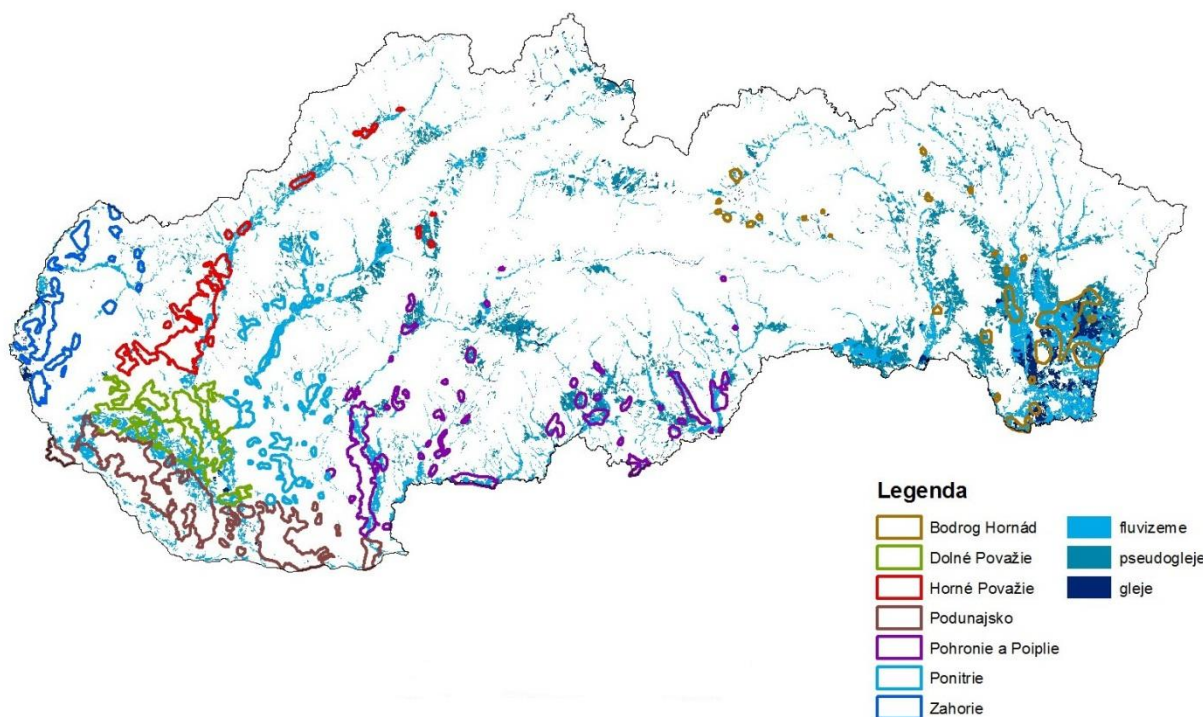 Legenda
Bodrog Hornád
Dolné Považie
Horné Považie
Podunajsko
Pohronie a Poiplie
Ponitrie
Zahorie
fluvizeme
pseudogleje
gleje